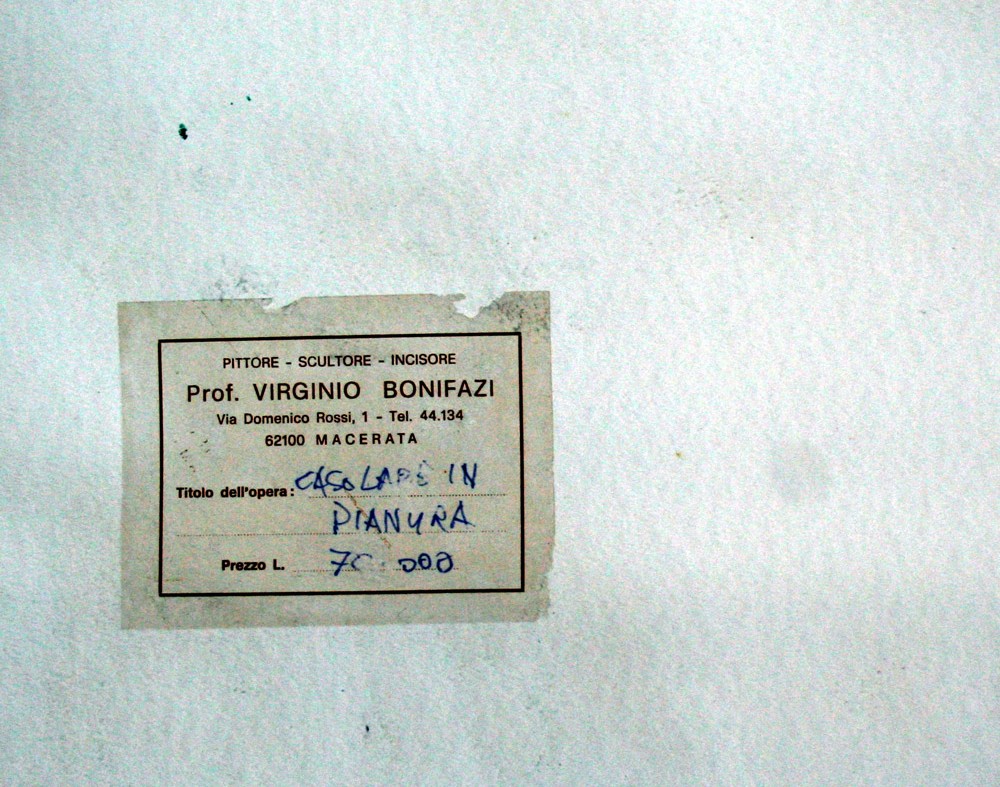 PITTORE - SCULTORE - INCISORE
Prof. VIRGINIO BONIFAZI
Via Domenico Rossi, 1 - Tel. 44.134
62100 MACERATA
Titolo dell'opera: CASOLARE IN
PIANURA
Prezzo L. 70.000